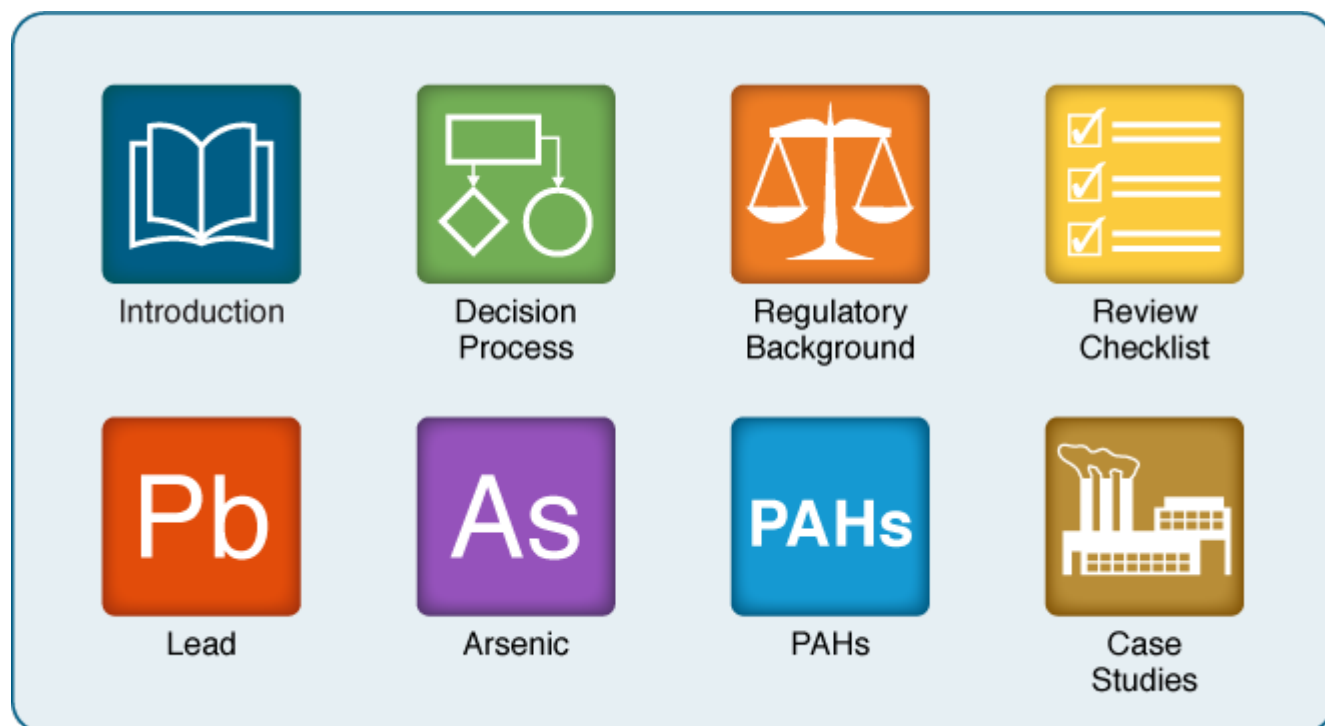 Introduction
Decision
Process
Regulatory
Background
Review
Checklist
Pb
Lead
As
Arsenic
PAHs
PAHs
Case
Studies